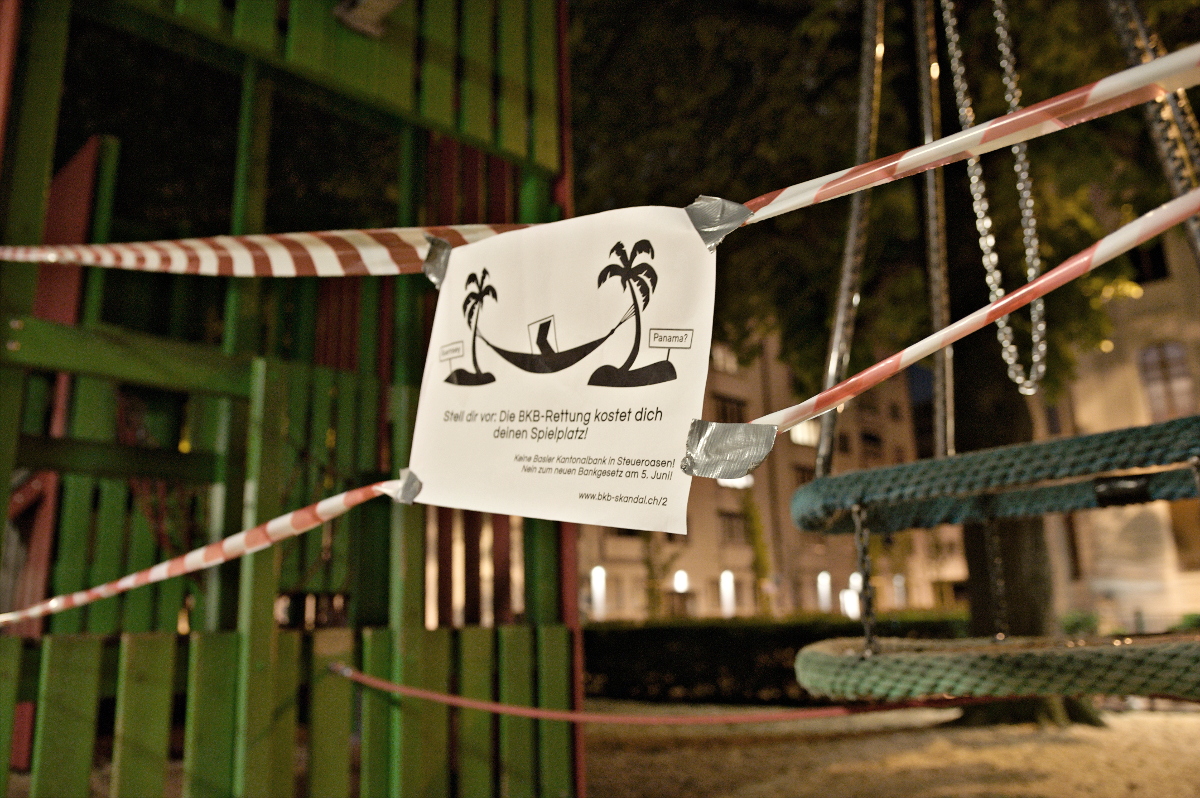 Guernsey
Panama?
Stell dir vor: Die BKB-Rettung kostet dich
deinen Spielplatz!
Keine Basler Kantonalbank in Steueroasen!
Nein zum neuen Bankgesetz am 5. Juni!
www.bkb-skandal.ch/2